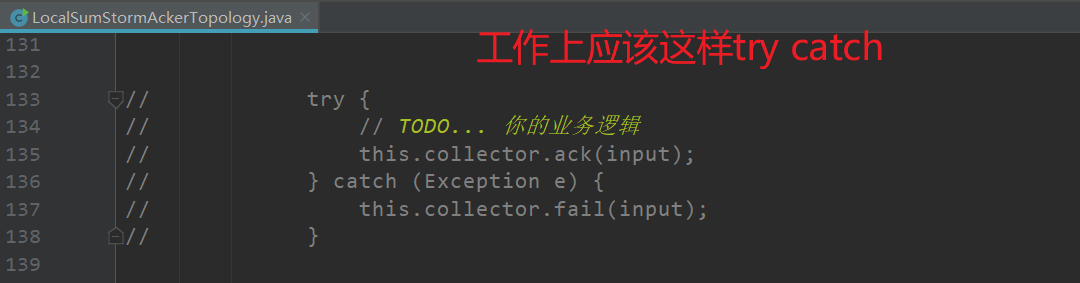 LocalSumStormAckerTopology.java
工作上应该这样try catch
131
132
133 // try {
134 // // TODO... 你的业务逻辑
135 // this.collector.ack(input);
136 // } catch (Exception e) {
137 // this.collector.fail(input);
138 // }
139